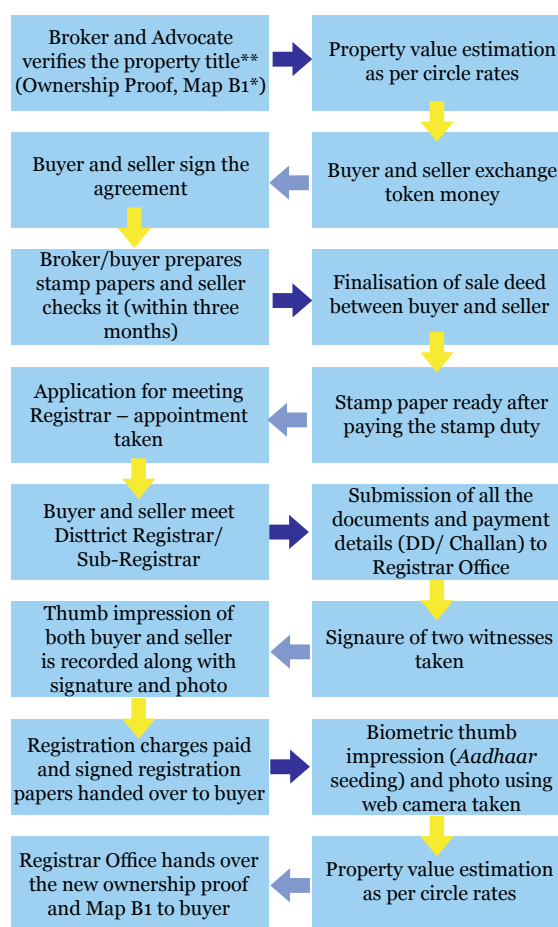 Broker and Advocate
verifies the property title**
(Ownership Proof, Map B1*)
Property value estimation
as per circle rates
Buyer and seller exchange
token money
Buyer and seller sign the
agreement
Broker/buyer prepares
stamp papers and seller
checks it (within three
months)
Finalisation of sale deed
between buyer and seller
Stamp paper ready after
paying the stamp duty
Application for meeting
Registrar – appointment
taken
Buyer and seller meet
Disttrict Registrar/
Sub-Registrar
Submission of all the
documents and payment
details (DD/ Challan) to
Registrar Office
Signaure of two witnesses
taken
Thumb impression of
both buyer and seller
is recorded along with
signature and photo
Registration charges paid
and signed registration
papers handed over to buyer
Biometric thumb
impression (Aadhaar
seeding) and photo using
web camera taken
Property value estimation
as per circle rates
Registrar Office hands over
the new ownership proof
and Map B1 to buyer